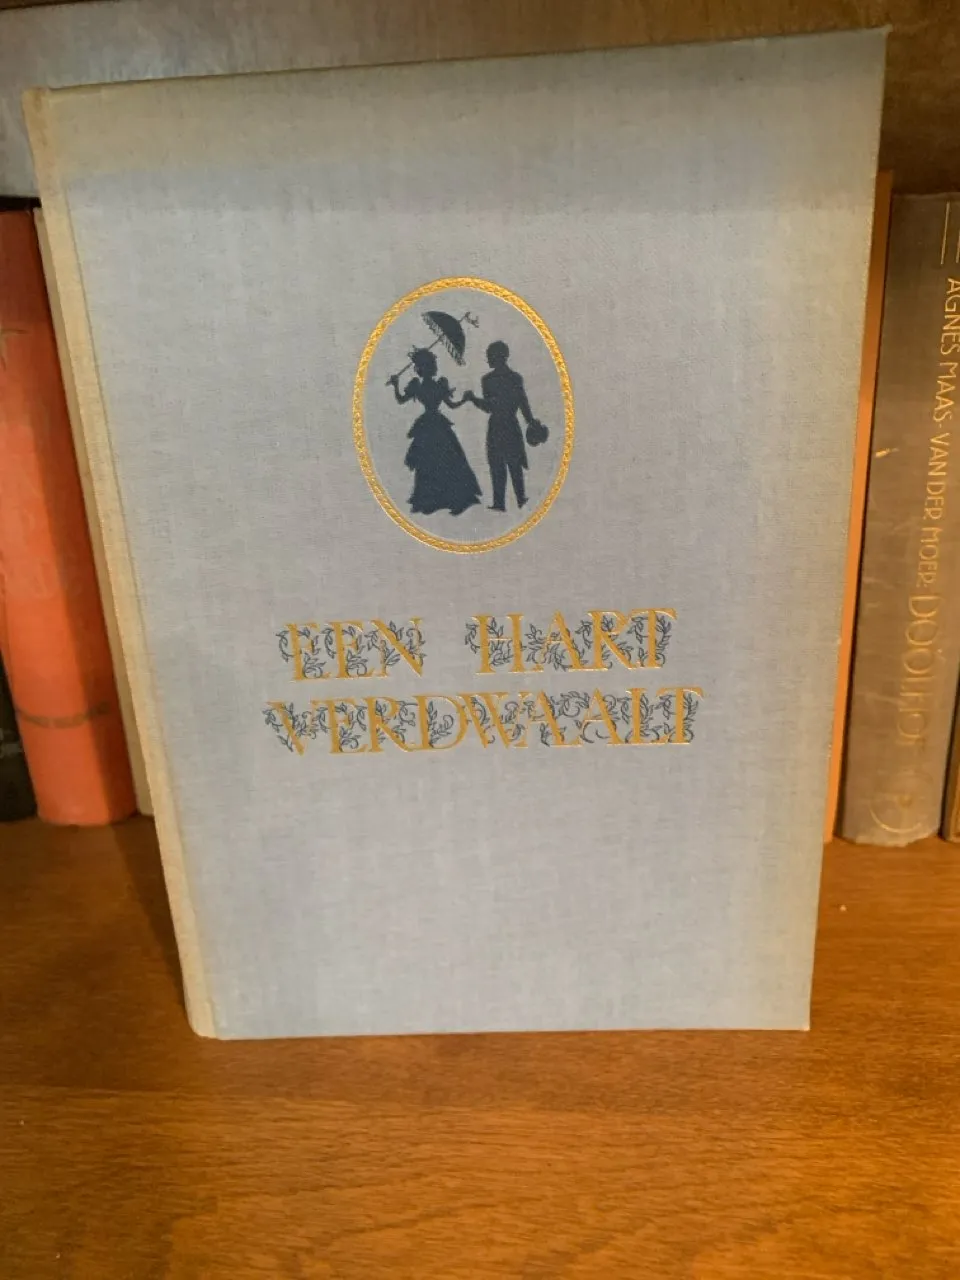 EEN HART
VERDWAALT
AGNES MAAS-VAN DER MOER: DOOLHOF